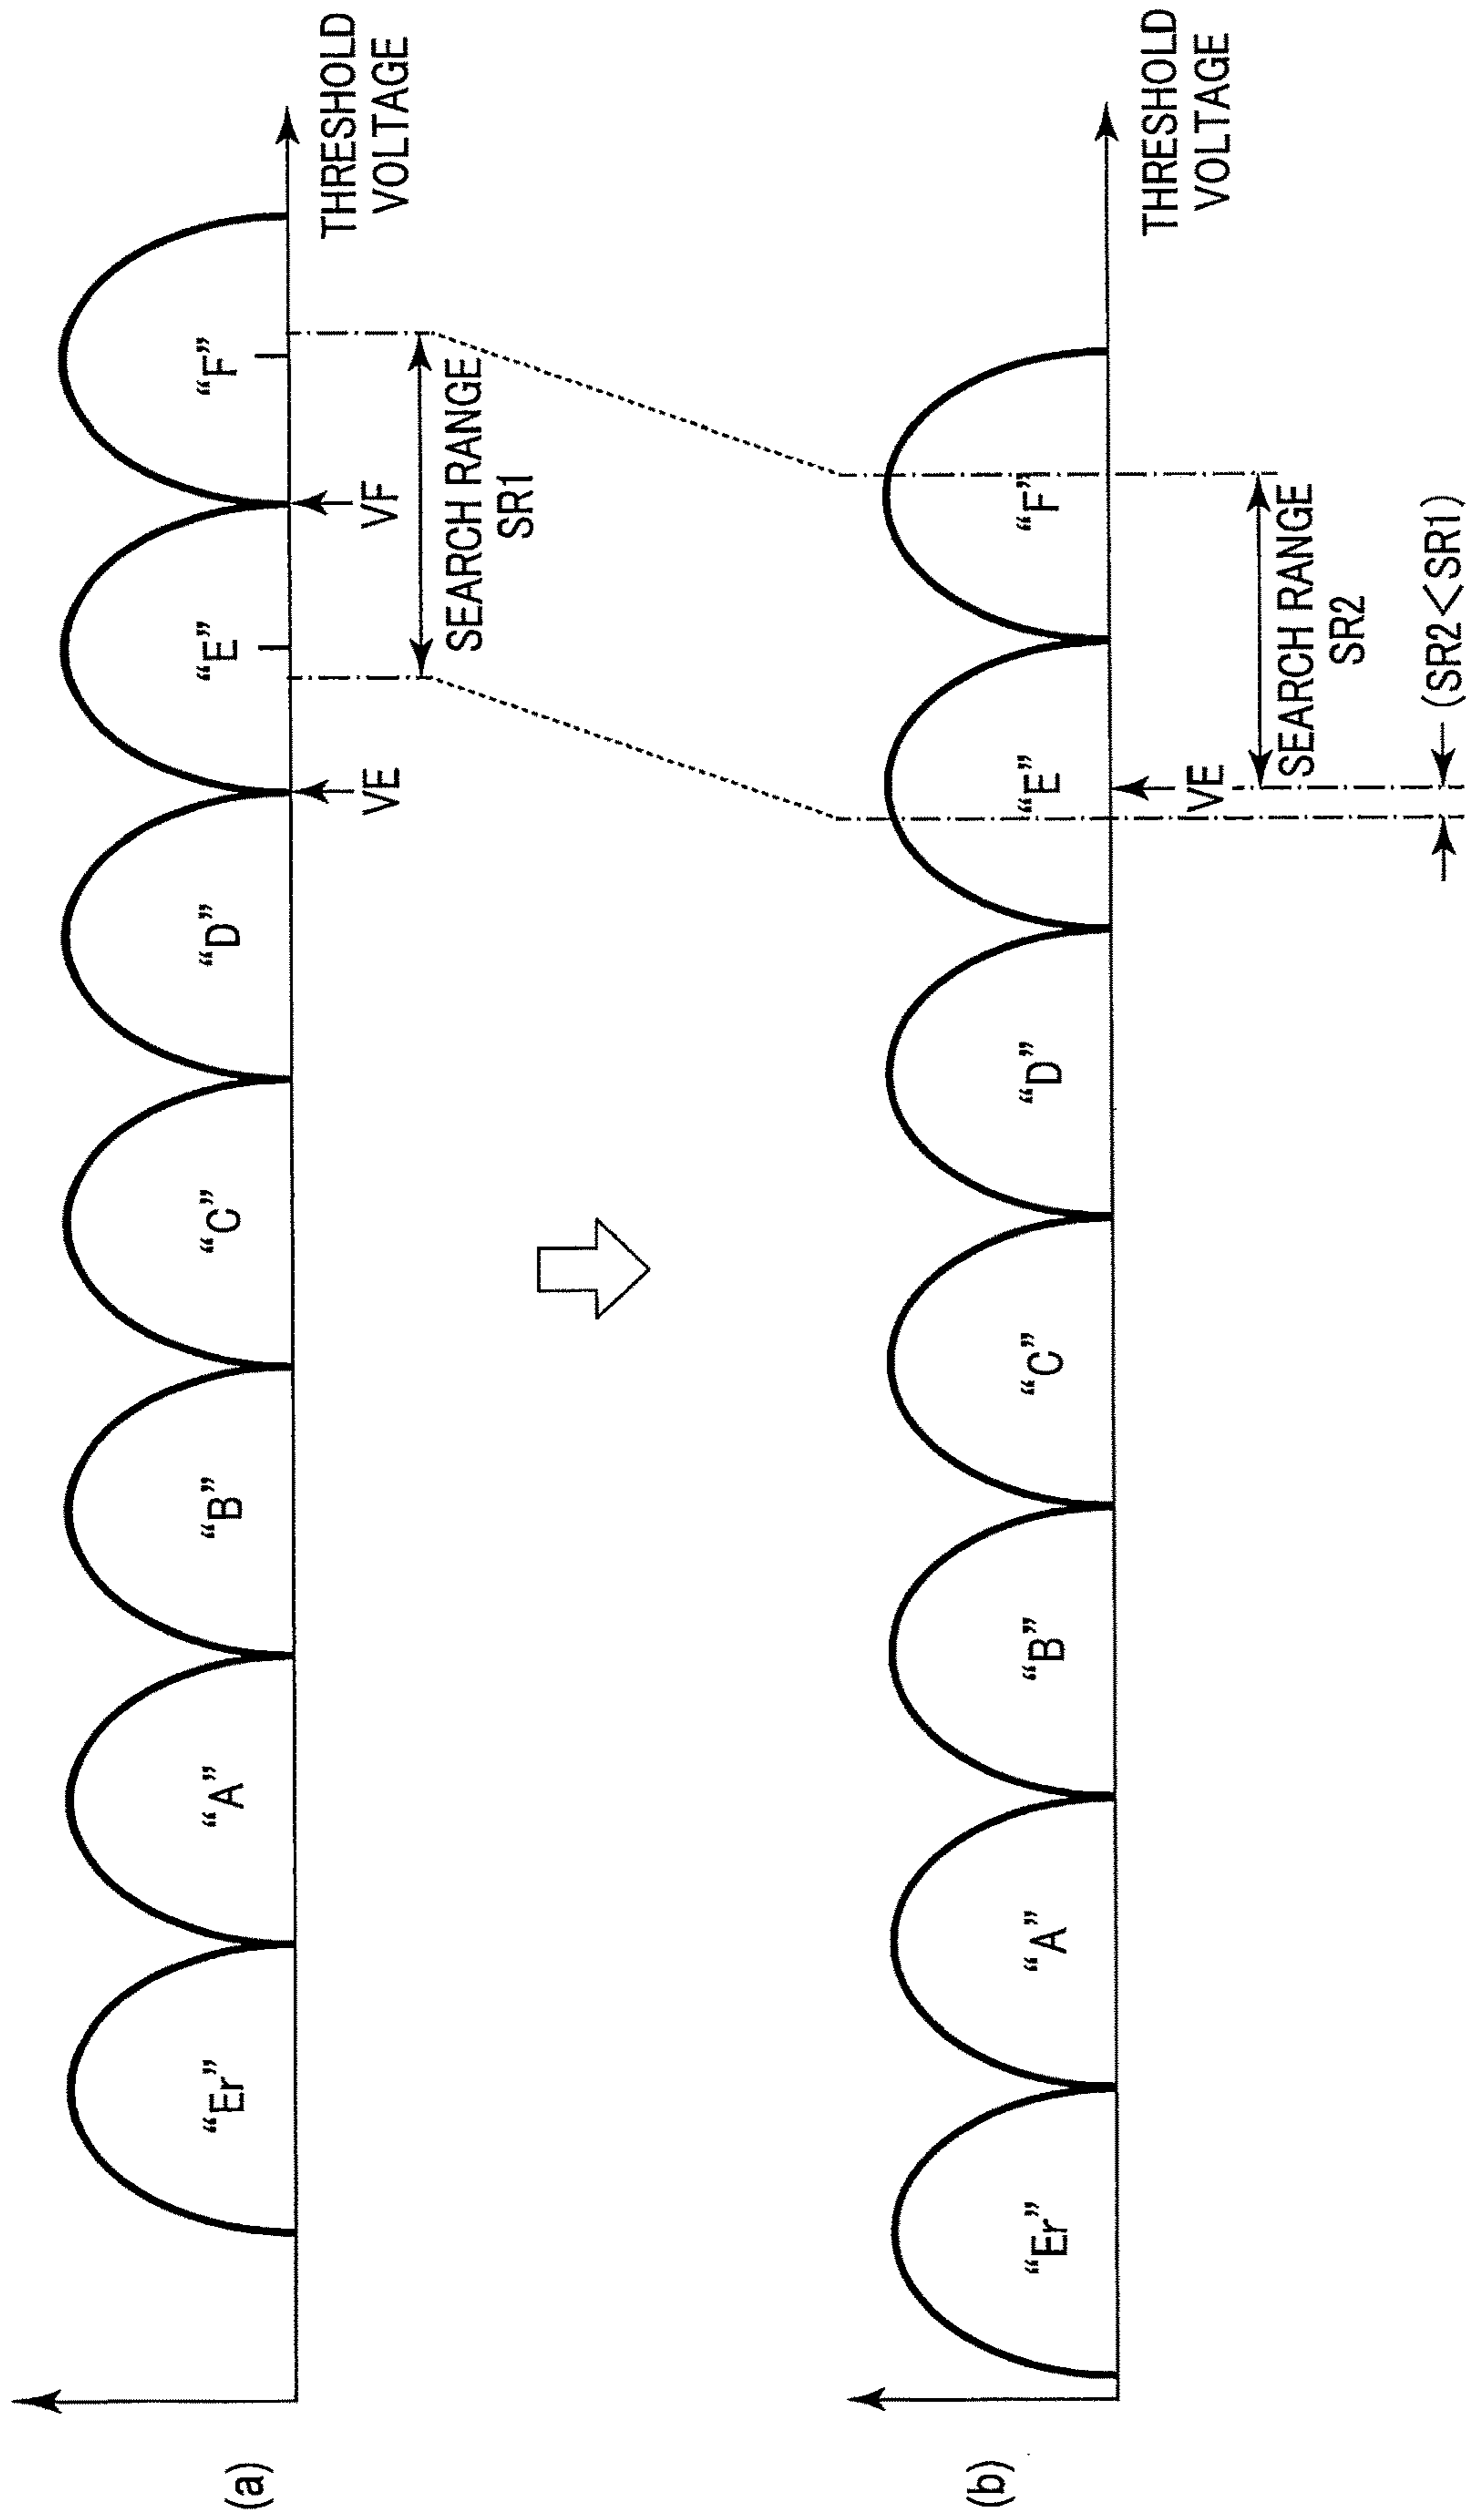 (a)
“Er”
“A”
“B”
“C”
“D”
“E”
“F”
VE
VF
THRESHOLD
VOLTAGE
SEARCH RANGE
SR1
(b)
“Er”
“A”
“B”
“C”
“D”
“E”
“F”
VE
THRESHOLD
VOLTAGE
SEARCH RANGE
SR2
(SR2<SR1)